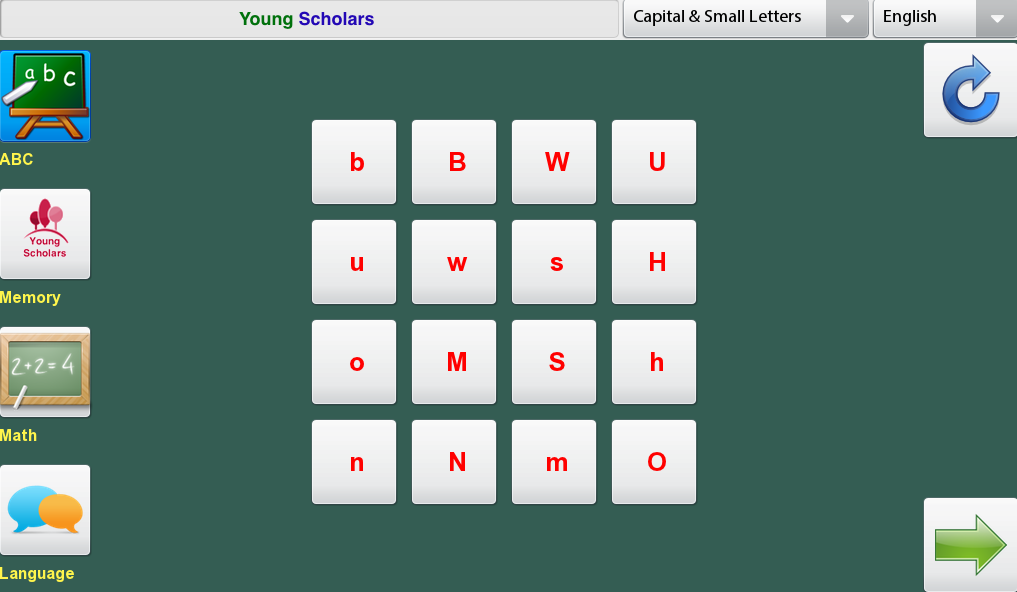 Young Scholars
Capital & Small Letters
English
a b c
ABC
Young
Scholars
Memory
2+2=4
Math
Language
b B W U
u w s H
o M S h
n N m O